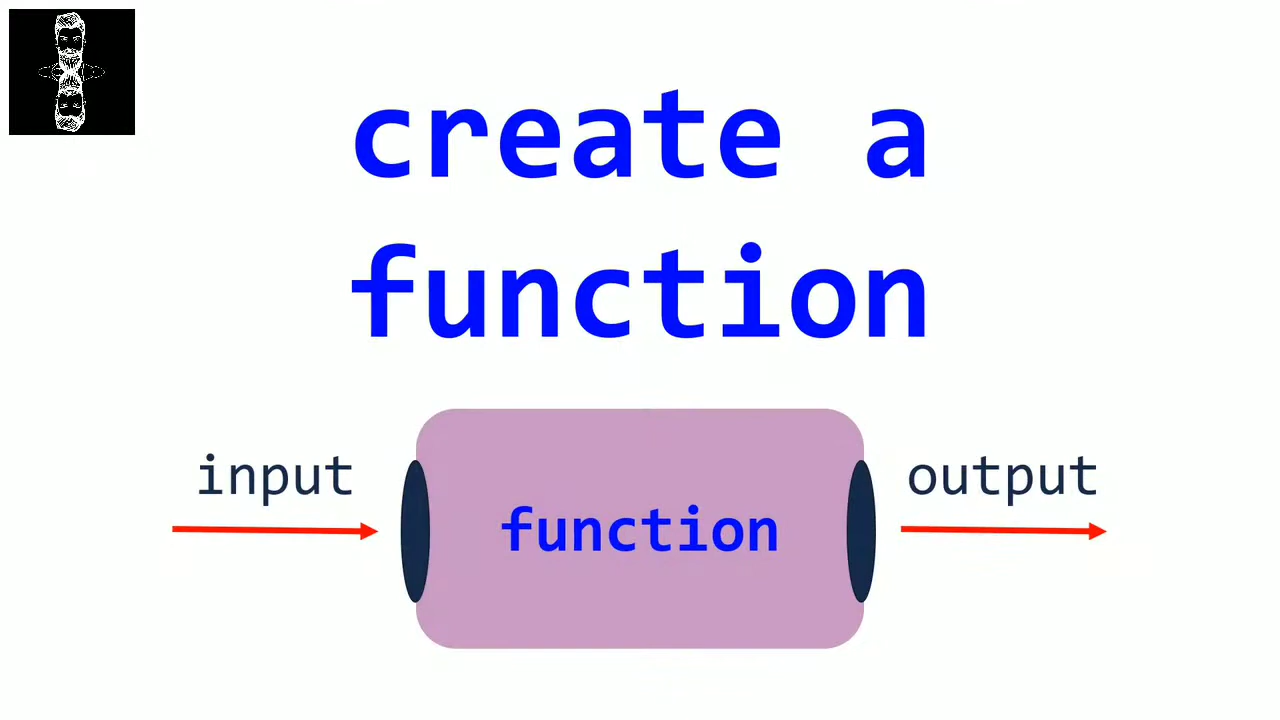 create a
function
input
function
output